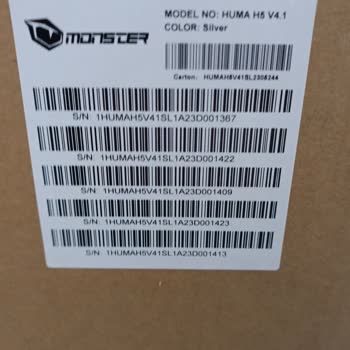 MONSTER
MODEL NO: HUMA H5 V4.1
COLOR: Silver
Carton: HUMAH5V41SL2308244
S/N: 1HUMAH5V41SL1A23D001367
S/N: 1HUMAH5V41SL1A23D001422
S/N: 1HUMAH5V41SL1A23D001409
S/N: 1HUMAH5V41SL1A23D001423
S/N: 1HUMAH5V41SL1A23D001413